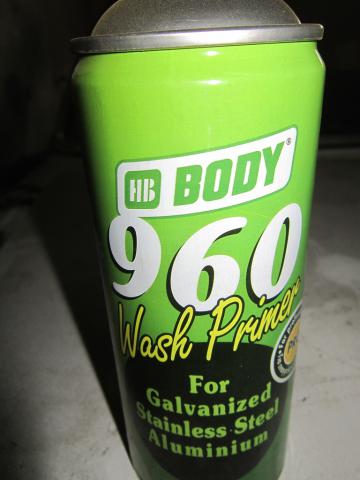 HB BODY®
960
Wash Primer
For
Galvanized
Stainless Steel
Aluminium